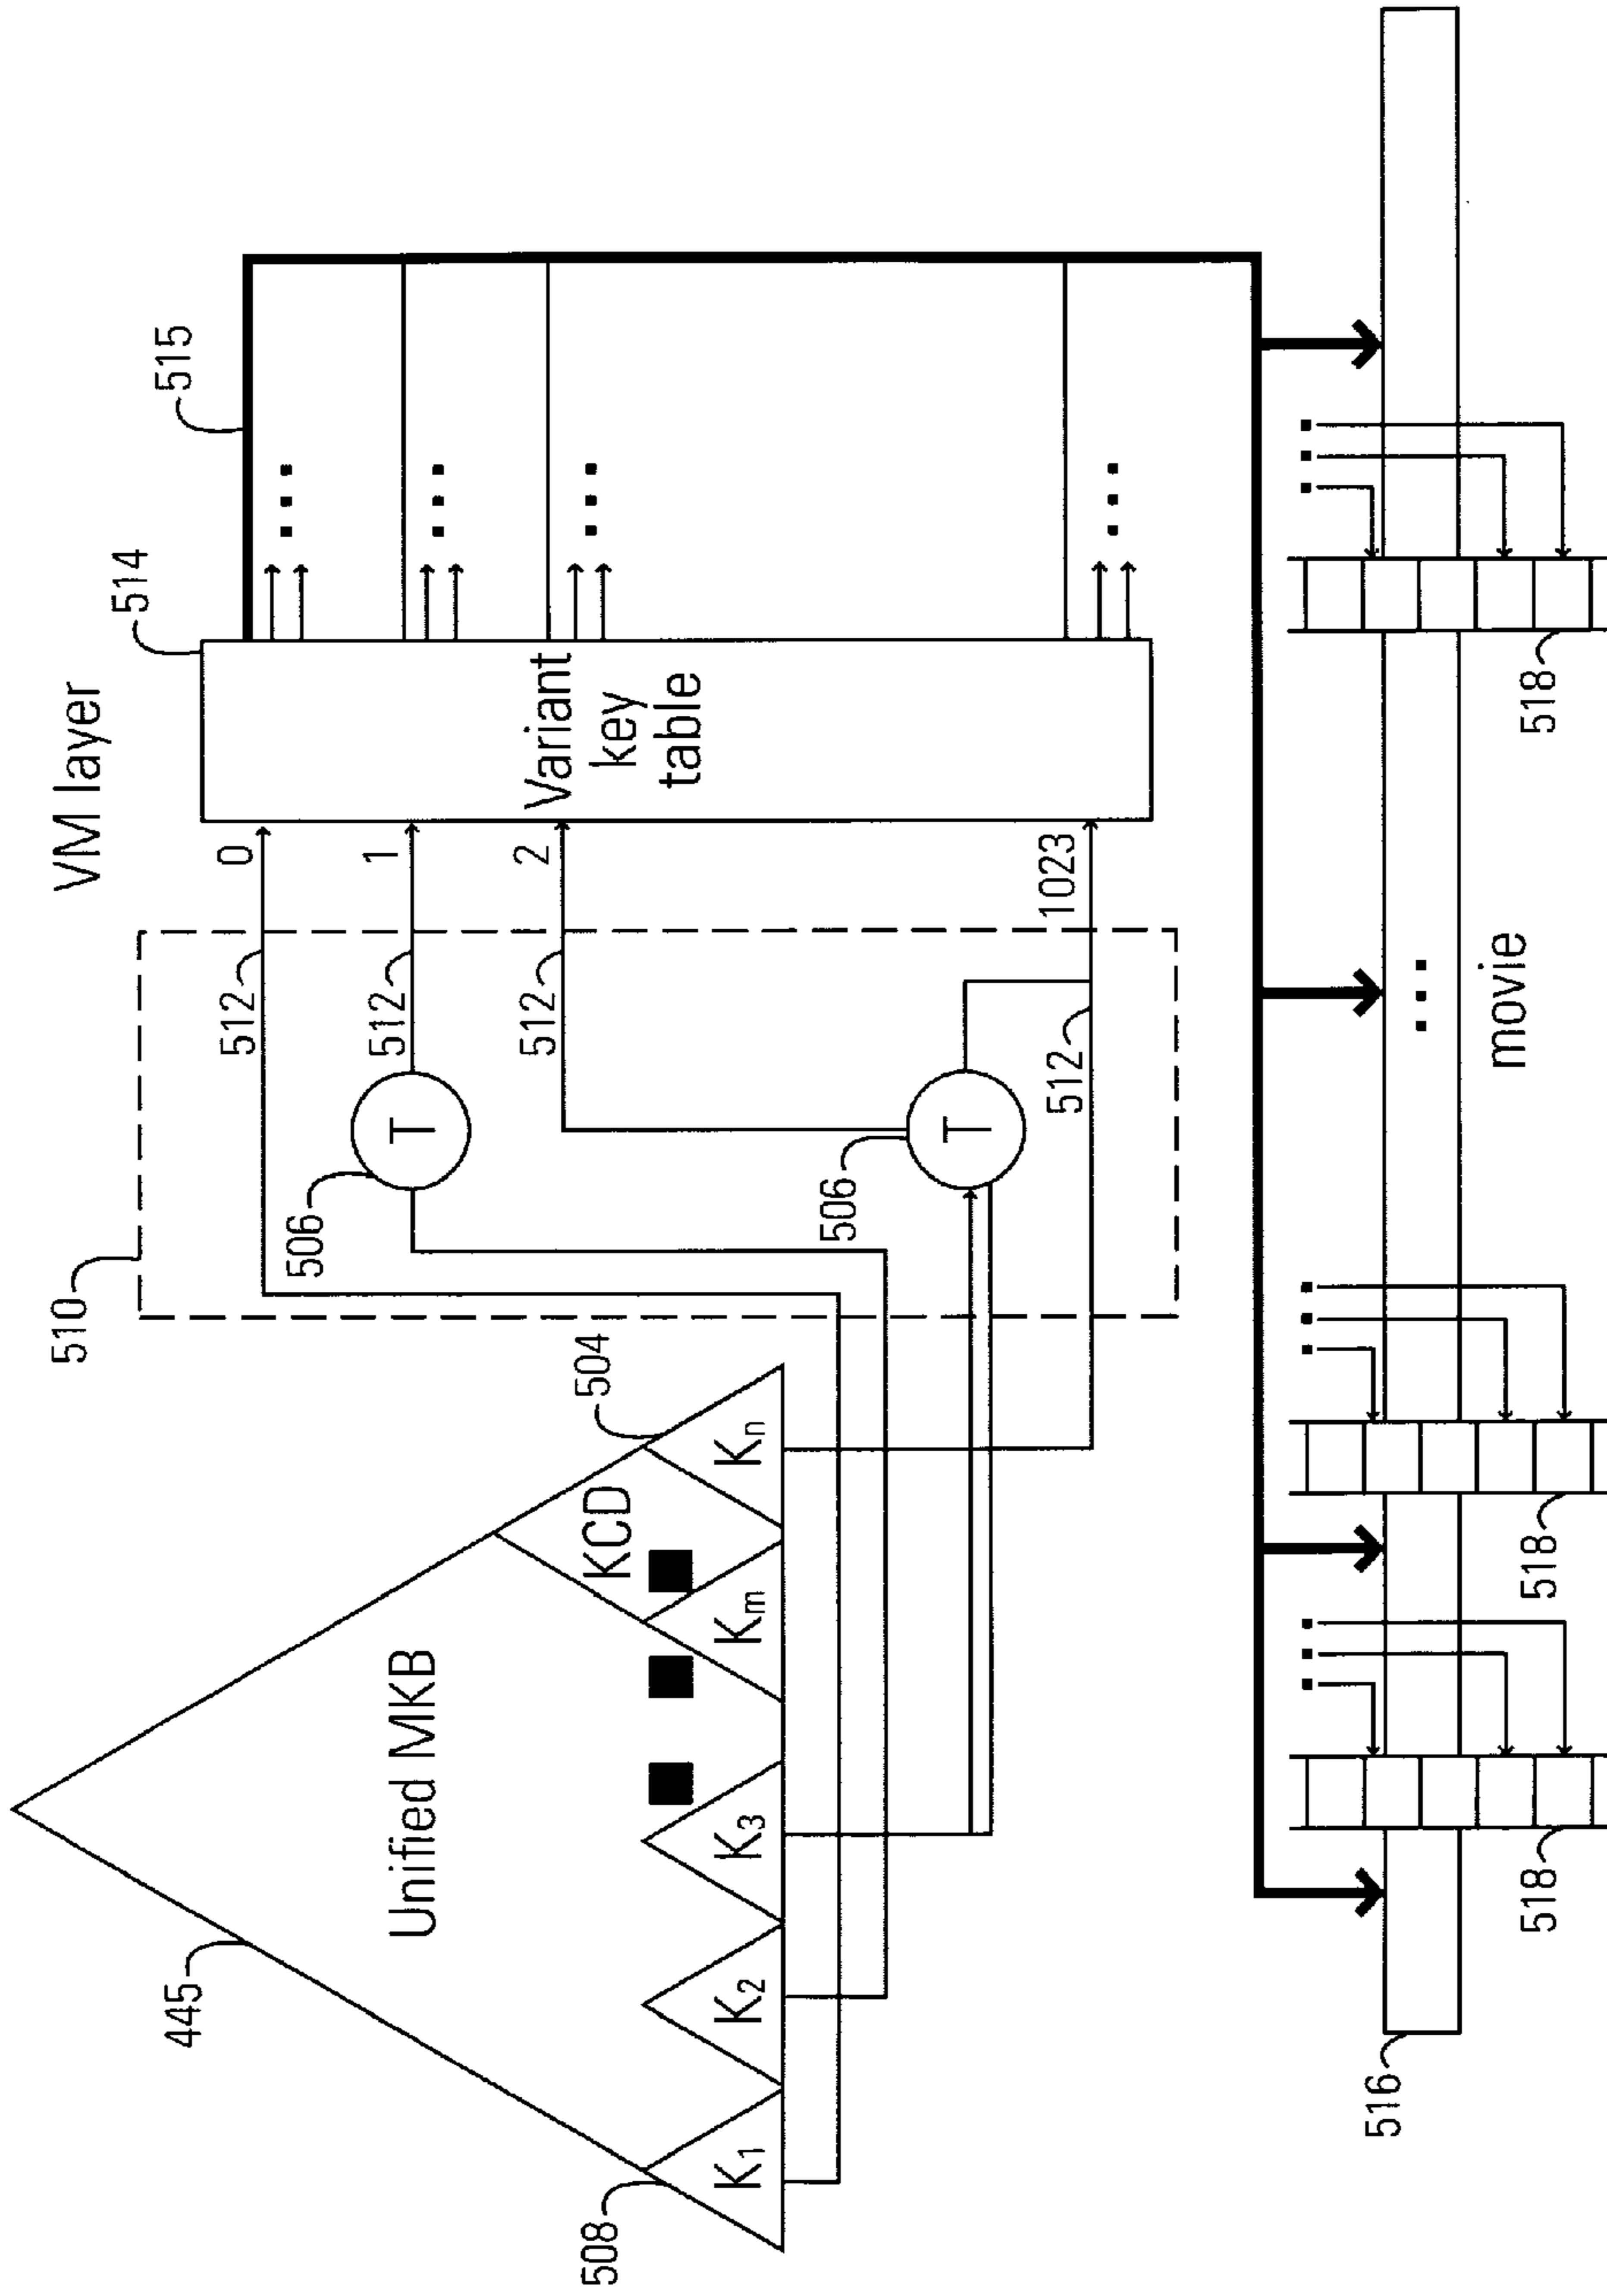 VM layer
510
512
0
514
515
506
T
512
1
Variant
key
table
512
2
506
T
512
1023
445
Unified MKB
504
KCD
508
K1
K2
K3
Km
Kn
516
518
518
movie
518